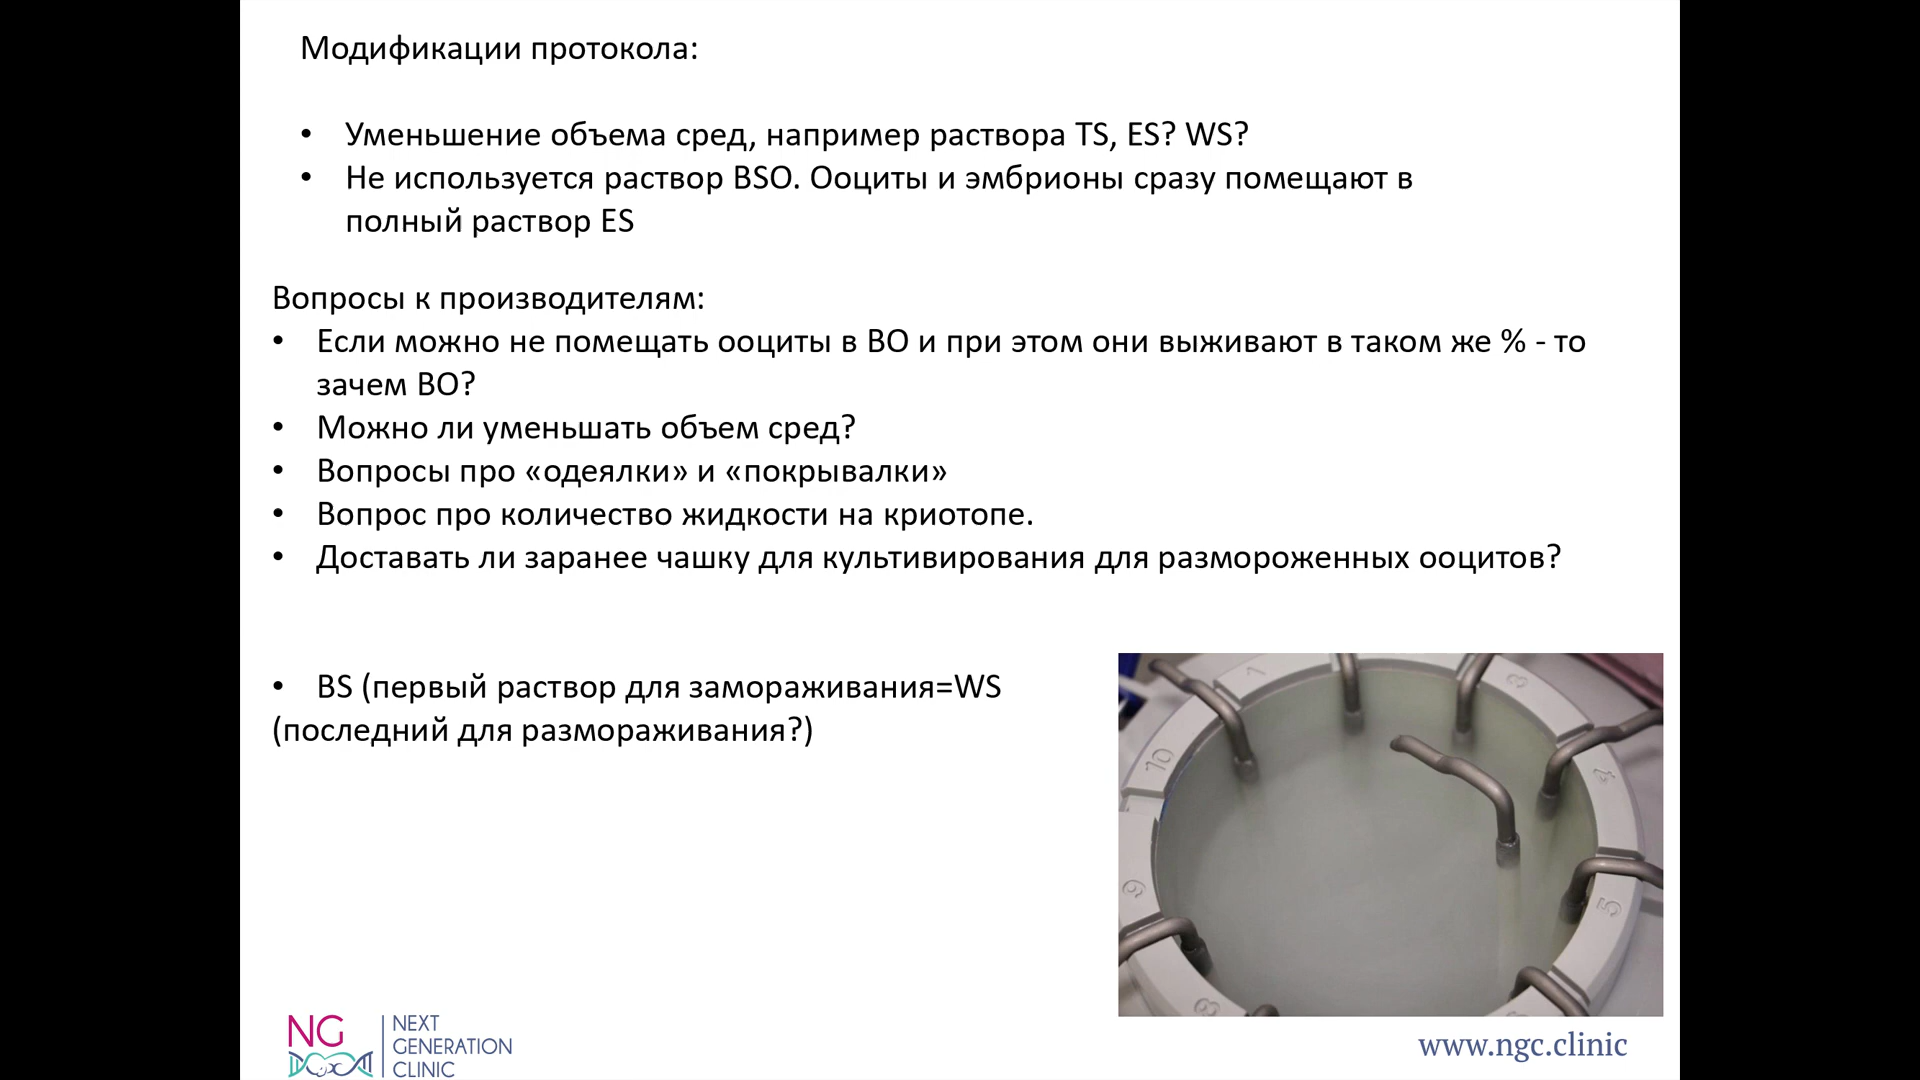 Модификации протокола:
• Уменьшение объема сред, например раствора TS, ES? WS?
• Не используется раствор BSO. Ооциты и эмбрионы сразу помещают в
полный раствор ES
Вопросы к производителям:
• Если можно не помещать ооциты в ВО и при этом они выживают в таком же % - то
зачем ВО?
• Можно ли уменьшать объем сред?
• Вопросы про «одеялки» и «покрывалки»
• Вопрос про количество жидкости на криотопе.
• Доставать ли заранее чашку для культивирования для размороженных ооцитов?
• BS (первый раствор для замораживания=WS
(последний для размораживания?)
1
3
10
4
9
5
8
NG
NEXT
GENERATION
CLINIC
www.ngc.clinic